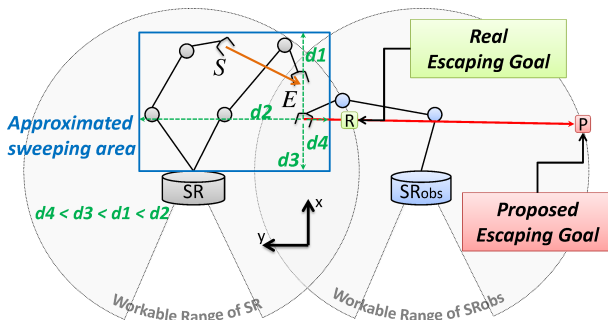 Real
Escaping Goal
d1
S
E
d2
R
P
d4
Approximated
sweeping area
d3
SR
SRobs
d4 < d3 < d1 < d2
x
y
Proposed
Escaping Goal
Workable Range of SR
Workable Range of SRobs